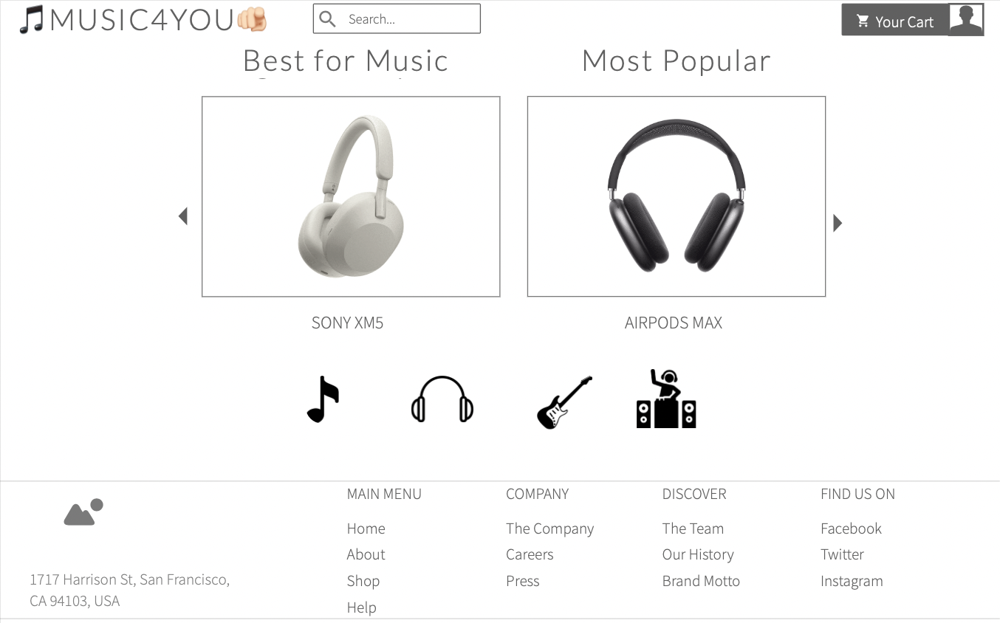 MUSIC4YOU
Search...
Your Cart
Best for Music
Most Popular
SONY XM5
AIRPODS MAX
MAIN MENU
Home
About
Shop
Help
COMPANY
The Company
Careers
Press
DISCOVER
The Team
Our History
Brand Motto
FIND US ON
Facebook
Twitter
Instagram
1717 Harrison St, San Francisco,
CA 94103, USA